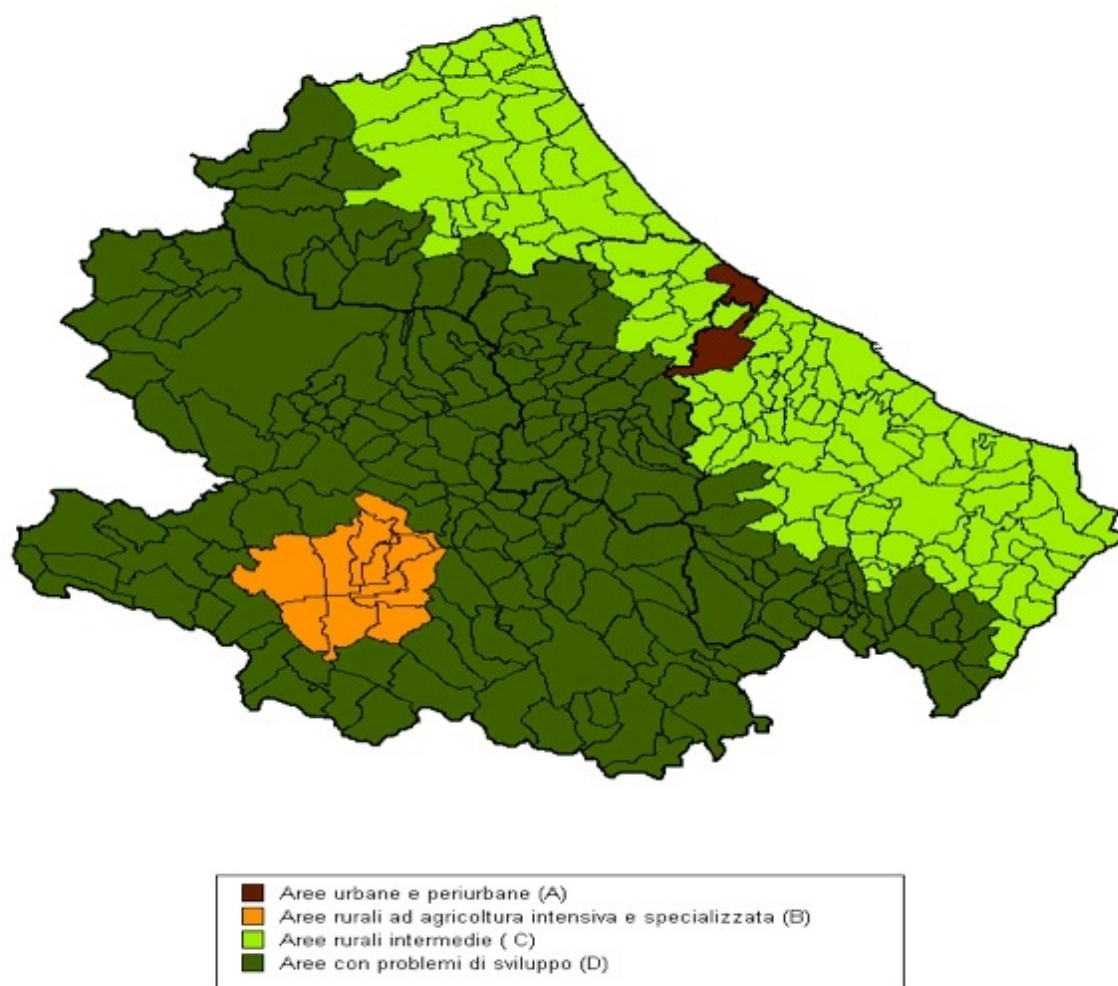 Aree urbane e periurbane (A)
Aree rurali ad agricoltura intensiva e specializzata (B)
Aree rurali intermedie ( C)
Aree con problemi di sviluppo (D)